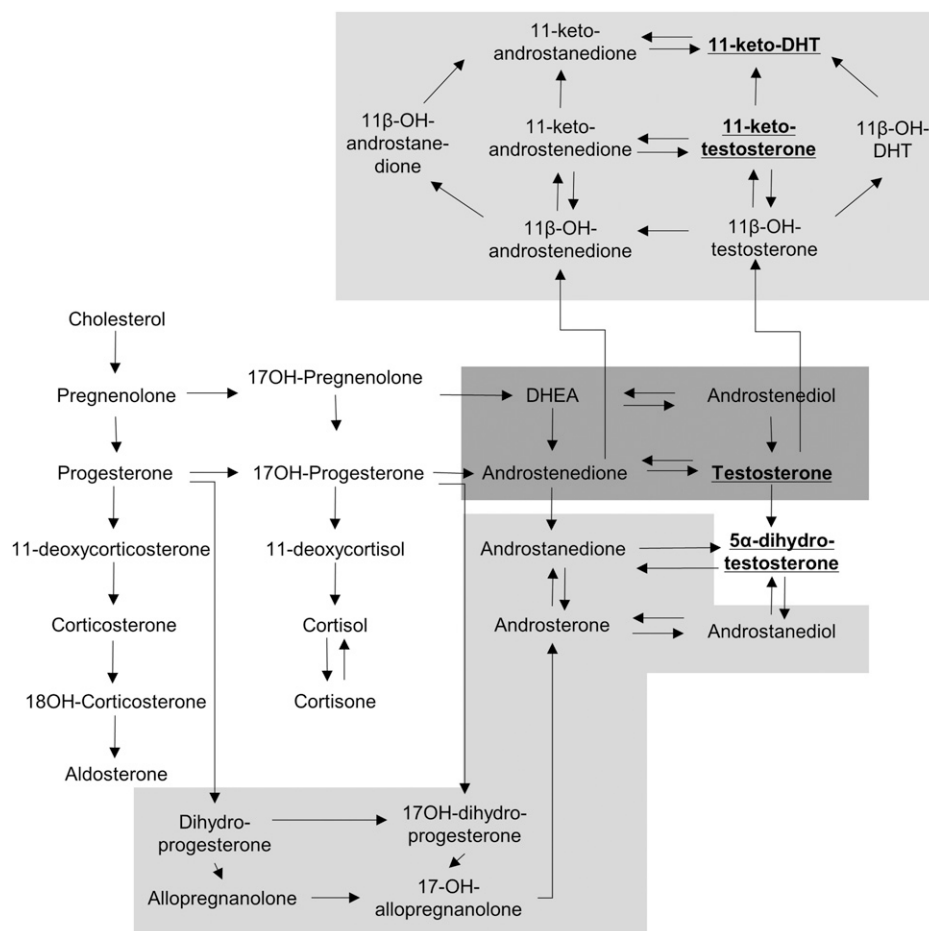 11-keto-
androstanedione
11-keto-DHT
11β-OH-
androstane-
dione
11-keto-
androstenedione
11-keto-
testosterone
11β-OH-
DHT
11β-OH-
androstenedione
11β-OH-
testosterone
Cholesterol
Pregnenolone
17OH-Pregnenolone
DHEA
Androstenediol
Progesterone
17OH-Progesterone
Androstenedione
Testosterone
11-deoxycorticosterone
11-deoxycortisol
Androstanedione
5α-dihydro-
testosterone
Corticosterone
Cortisol
Androsterone
Androstanediol
18OH-Corticosterone
Cortisone
Aldosterone
Dihydro-
progesterone
17OH-dihydro-
progesterone
Allopregnanolone
17-OH-
allopregnanolone